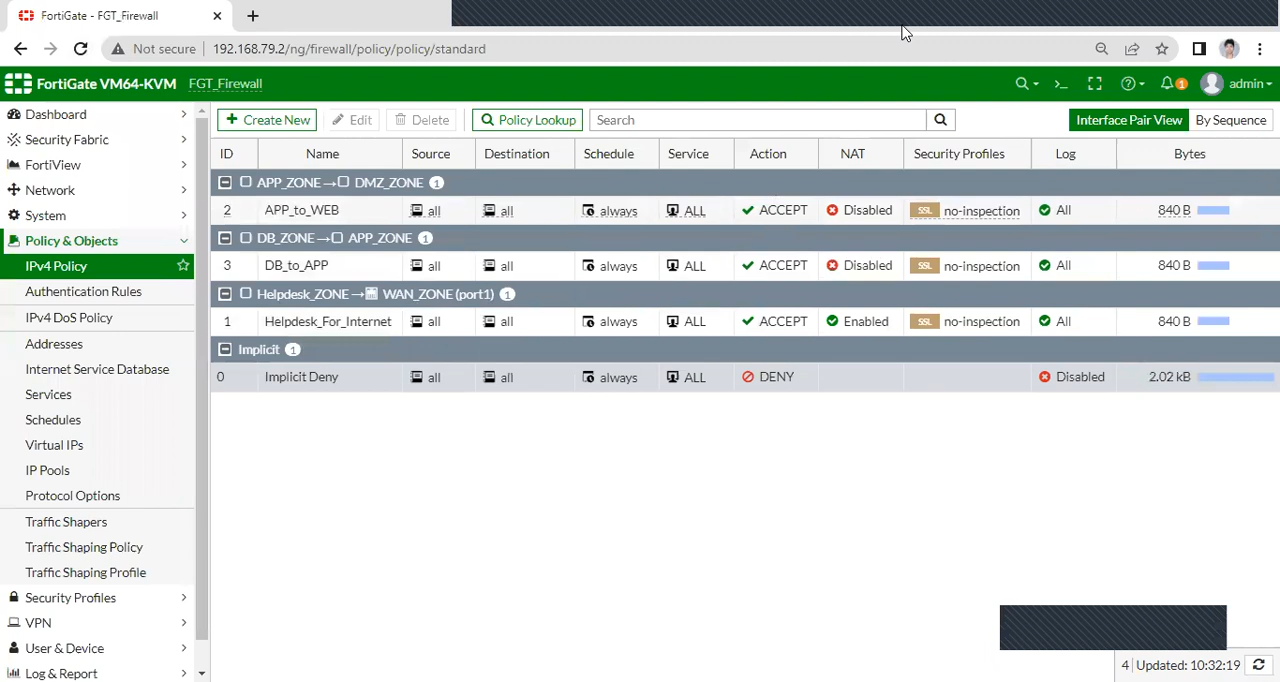 FortiGate - FGT_Firewall
Not secure 192.168.79.2/ng/firewall/policy/policy/standard
FortiGate VM64-KVM FGT_Firewall 1 admin
Dashboard
Security Fabric
FortiView
Network
System
Policy & Objects
IPv4 Policy
Authentication Rules
IPv4 DoS Policy
Addresses
Internet Service Database
Services
Schedules
Virtual IPs
IP Pools
Protocol Options
Traffic Shapers
Traffic Shaping Policy
Traffic Shaping Profile
Security Profiles
VPN
User & Device
Log & Report
+ Create New Edit Delete Policy Lookup Search Interface Pair View By Sequence
ID Name Source Destination Schedule Service Action NAT Security Profiles Log Bytes
APP_ZONE → DMZ_ZONE 1
2 APP_to_WEB all all always ALL ACCEPT Disabled SSL no-inspection All 840 B
DB_ZONE → APP_ZONE 1
3 DB_to_APP all all always ALL ACCEPT Disabled SSL no-inspection All 840 B
Helpdesk_ZONE → WAN_ZONE (port1) 1
1 Helpdesk_For_Internet all all always ALL ACCEPT Enabled SSL no-inspection All 840 B
Implicit 1
0 Implicit Deny all all always ALL DENY Disabled 2.02 kB
4 Updated: 10:32:19